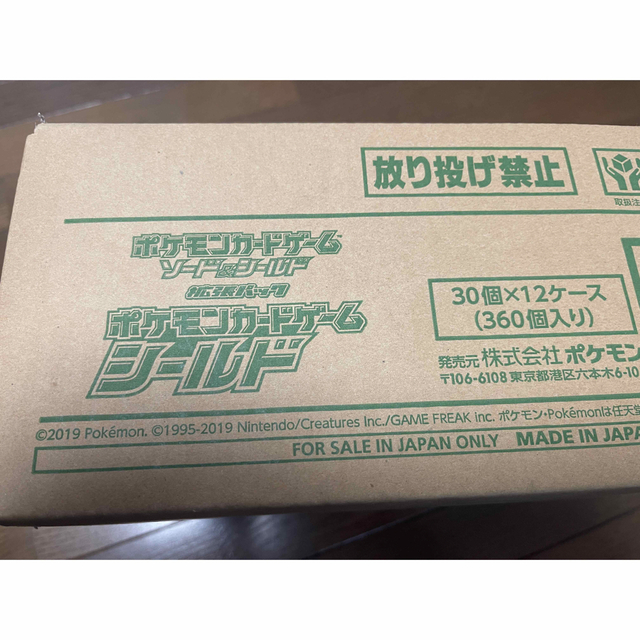 放り投げ禁止
取扱注
ポケモンカードゲーム
ソード&シールド
拡張パック
ポケモンカードゲーム
シールド
30個×12ケース
(360個入り)
発売元 株式会社 ポケモン
〒106-6108 東京都港区六本木6-10
©2019 Pokémon. ©1995-2019 Nintendo/Creatures Inc./GAME FREAK inc. ポケモン・Pokémonは任天堂
FOR SALE IN JAPAN ONLY MADE IN JAPA